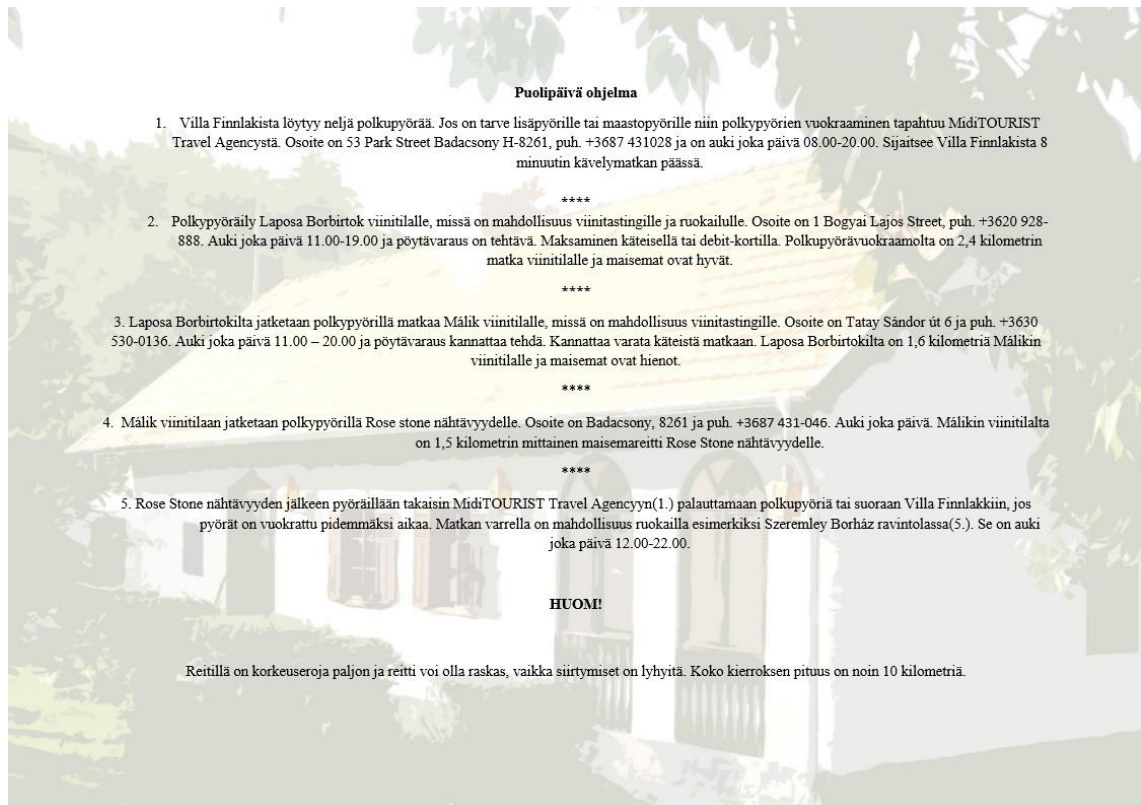 Puolipäivä ohjelma
1. Villa Finnlakista löytyy neljä polkupyörää. Jos on tarve lisäpyörille tai maastopyörille niin polkypyörien vuokraaminen tapahtuu MidiTOURIST
Travel Agencystä. Osoite on 53 Park Street Badacsony H-8261, puh. +3687 431028 ja on auki joka päivä 08.00-20.00. Sijaitsee Villa Finnlakista 8
minuutin kävelymatkan päässä.
****
2. Polkypyöräily Laposa Borbirtok viinitilalle, missä on mahdollisuus viinitastingille ja ruokailulle. Osoite on 1 Bogyai Lajos Street, puh. +3620 928-
888. Auki joka päivä 11.00-19.00 ja pöytävaraus on tehtävä. Maksaminen käteisellä tai debit-kortilla. Polkupyörävuokraamolta on 2,4 kilometrin
matka viinitilalle ja maisemat ovat hyvät.
****
3. Laposa Borbirtokilta jatketaan polkypyörillä matkaa Málik viinitilalle, missä on mahdollisuus viinitastingille. Osoite on Tatay Sándor út 6 ja puh. +3630
530-0136. Auki joka päivä 11.00 – 20.00 ja pöytävaraus kannattaa tehdä. Kannattaa varata käteistä matkaan. Laposa Borbirtokilta on 1,6 kilometriä Málikin
viinitilalle ja maisemat ovat hienot.
****
4. Málik viinitilaan jatketaan polkypyörillä Rose stone nähtävyydelle. Osoite on Badacsony, 8261 ja puh. +3687 431-046. Auki joka päivä. Málikin viinitilalta
on 1,5 kilometrin mittainen maisemareitti Rose Stone nähtävyydelle.
****
5. Rose Stone nähtävyyden jälkeen pyöräillään takaisin MidiTOURIST Travel Agencyyn(1.) palauttamaan polkupyöriä tai suoraan Villa Finnlakkiin, jos
pyörät on vuokrattu pidemmäksi aikaa. Matkan varrella on mahdollisuus ruokailla esimerkiksi Szeremley Borház ravintolassa(5.). Se on auki
joka päivä 12.00-22.00.
HUOM!
Reitillä on korkeuseroja paljon ja reitti voi olla raskas, vaikka siirtymiset on lyhyitä. Koko kierroksen pituus on noin 10 kilometriä.